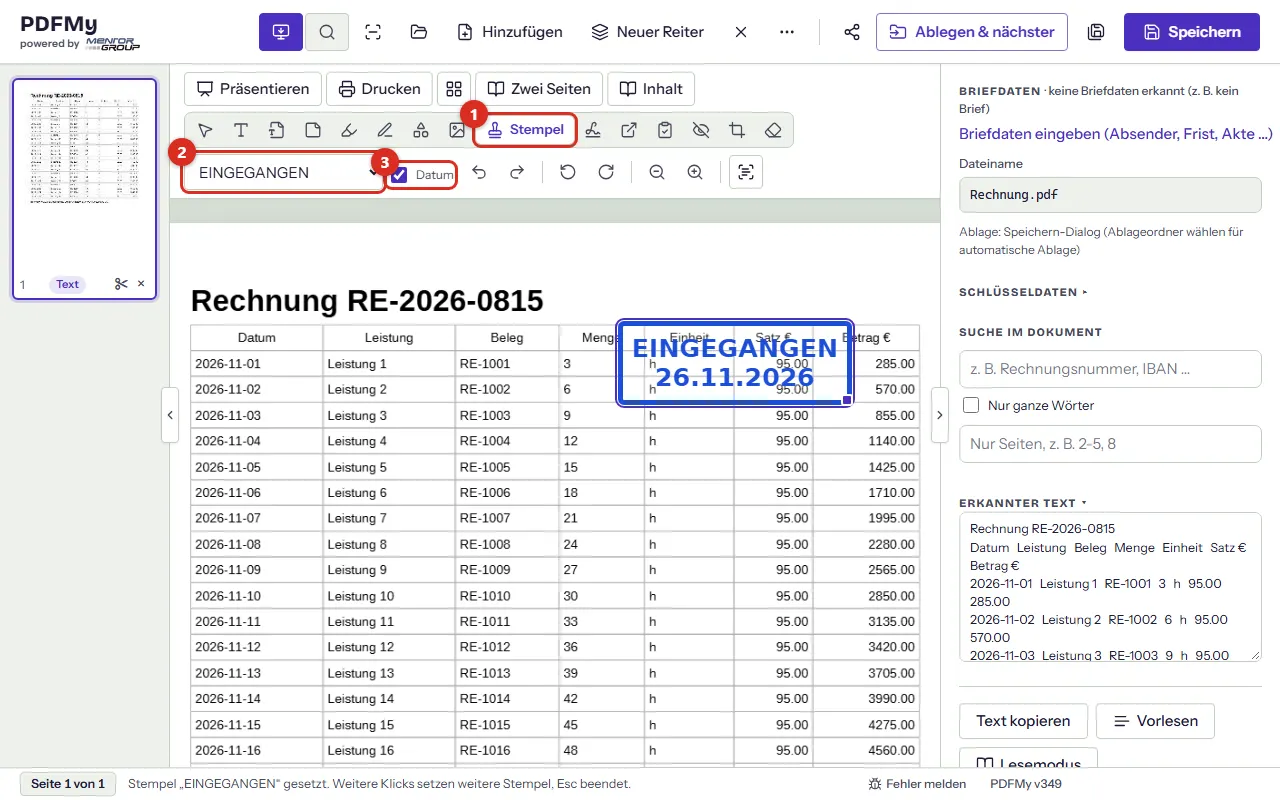 PDFMy
powered by MENTOR GROUP
Hinzufügen
Neuer Reiter
Ablegen & nächster
Speichern
Präsentieren
Drucken
Zwei Seiten
Inhalt
1
Stempel
2
EINGEGANGEN
3
Datum
Rechnung RE-2026-0815
1 Text
Rechnung RE-2026-0815
Datum Leistung Beleg Menge Einheit Satz € Betrag €
2026-11-01 Leistung 1 RE-1001 3 h 95.00 285.00
2026-11-02 Leistung 2 RE-1002 6 h 95.00 570.00
2026-11-03 Leistung 3 RE-1003 9 h 95.00 855.00
2026-11-04 Leistung 4 RE-1004 12 h 95.00 1140.00
2026-11-05 Leistung 5 RE-1005 15 h 95.00 1425.00
2026-11-06 Leistung 6 RE-1006 18 h 95.00 1710.00
2026-11-07 Leistung 7 RE-1007 21 h 95.00 1995.00
2026-11-08 Leistung 8 RE-1008 24 h 95.00 2280.00
2026-11-09 Leistung 9 RE-1009 27 h 95.00 2565.00
2026-11-10 Leistung 10 RE-1010 30 h 95.00 2850.00
2026-11-11 Leistung 11 RE-1011 33 h 95.00 3135.00
2026-11-12 Leistung 12 RE-1012 36 h 95.00 3420.00
2026-11-13 Leistung 13 RE-1013 39 h 95.00 3705.00
2026-11-14 Leistung 14 RE-1014 42 h 95.00 3990.00
2026-11-15 Leistung 15 RE-1015 45 h 95.00 4275.00
2026-11-16 Leistung 16 RE-1016 48 h 95.00 4560.00
EINGEGANGEN
26.11.2026
BRIEFDATEN · keine Briefdaten erkannt (z. B. kein
Brief)
Briefdaten eingeben (Absender, Frist, Akte ...)
Dateiname
Rechnung.pdf
Ablage: Speichern-Dialog (Ablageordner wählen für
automatische Ablage)
SCHLÜSSELDATEN
SUCHE IM DOKUMENT
z. B. Rechnungsnummer, IBAN ...
Nur ganze Wörter
Nur Seiten, z. B. 2-5, 8
ERKANNTER TEXT
Rechnung RE-2026-0815
Datum Leistung Beleg Menge Einheit Satz €
Betrag €
2026-11-01 Leistung 1 RE-1001 3 h 95.00
285.00
2026-11-02 Leistung 2 RE-1002 6 h 95.00
570.00
2026-11-03 Leistung 3 RE-1003 9 h 95.00
Text kopieren
Vorlesen
Lesemodus
Seite 1 von 1
Stempel „EINGEGANGEN“ gesetzt. Weitere Klicks setzen weitere Stempel, Esc beendet.
Fehler melden
PDFMy v349